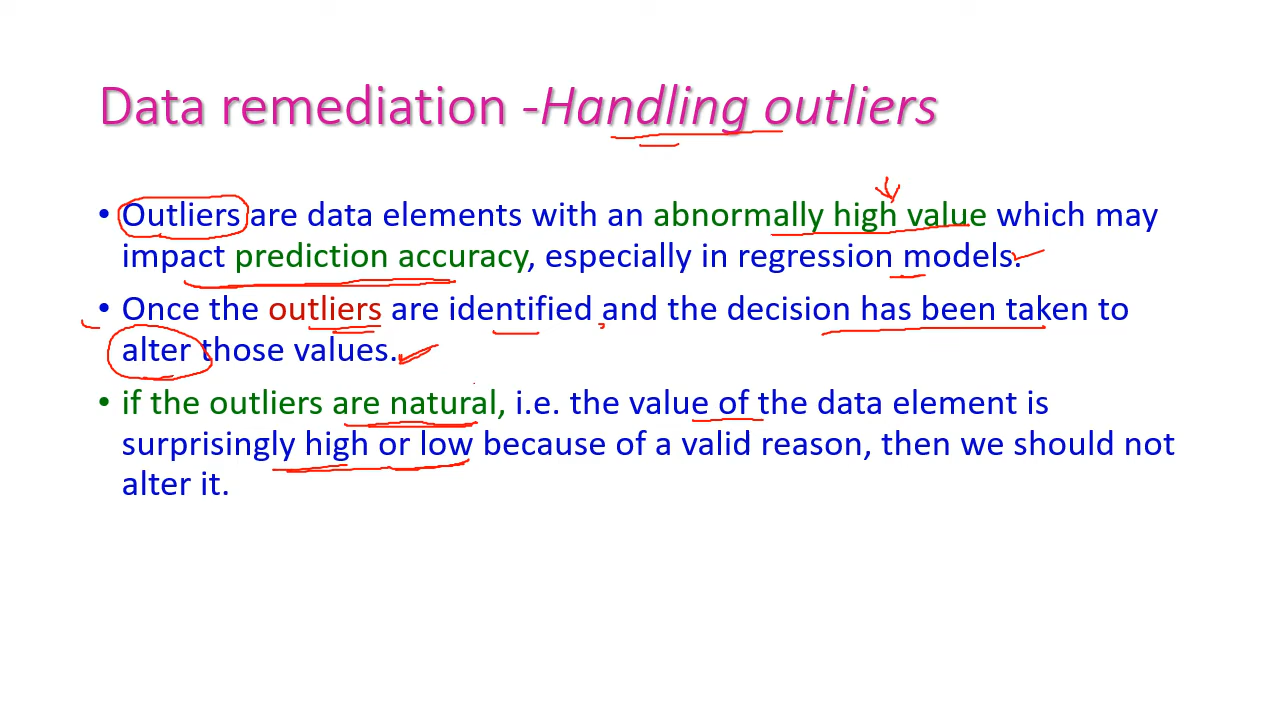 Data remediation -Handling outliers
• Outliers are data elements with an abnormally high value which may
impact prediction accuracy, especially in regression models.
• Once the outliers are identified and the decision has been taken to
alter those values.
• if the outliers are natural, i.e. the value of the data element is
surprisingly high or low because of a valid reason, then we should not
alter it.